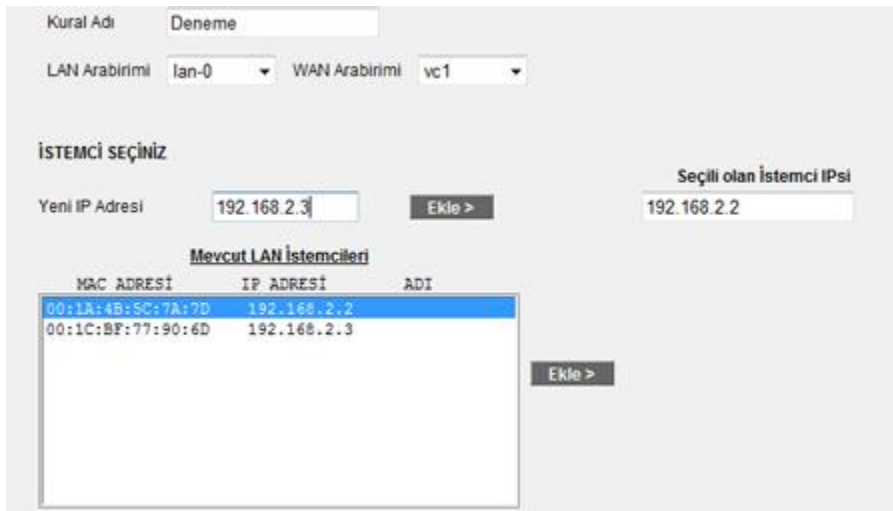 Kural Adı Deneme
LAN Arabirimi lan-0 WAN Arabirimi vc1
İSTEMCİ SEÇİNİZ
Seçili olan İstemci IPsi
Yeni IP Adresi 192.168.2.3 Ekle > 192.168.2.2
Mevcut LAN İstemcileri
MAC ADRESİ IP ADRESİ ADI
00:1A:4B:5C:7A:7D 192.168.2.2
00:1C:BF:77:90:6D 192.168.2.3
Ekle >